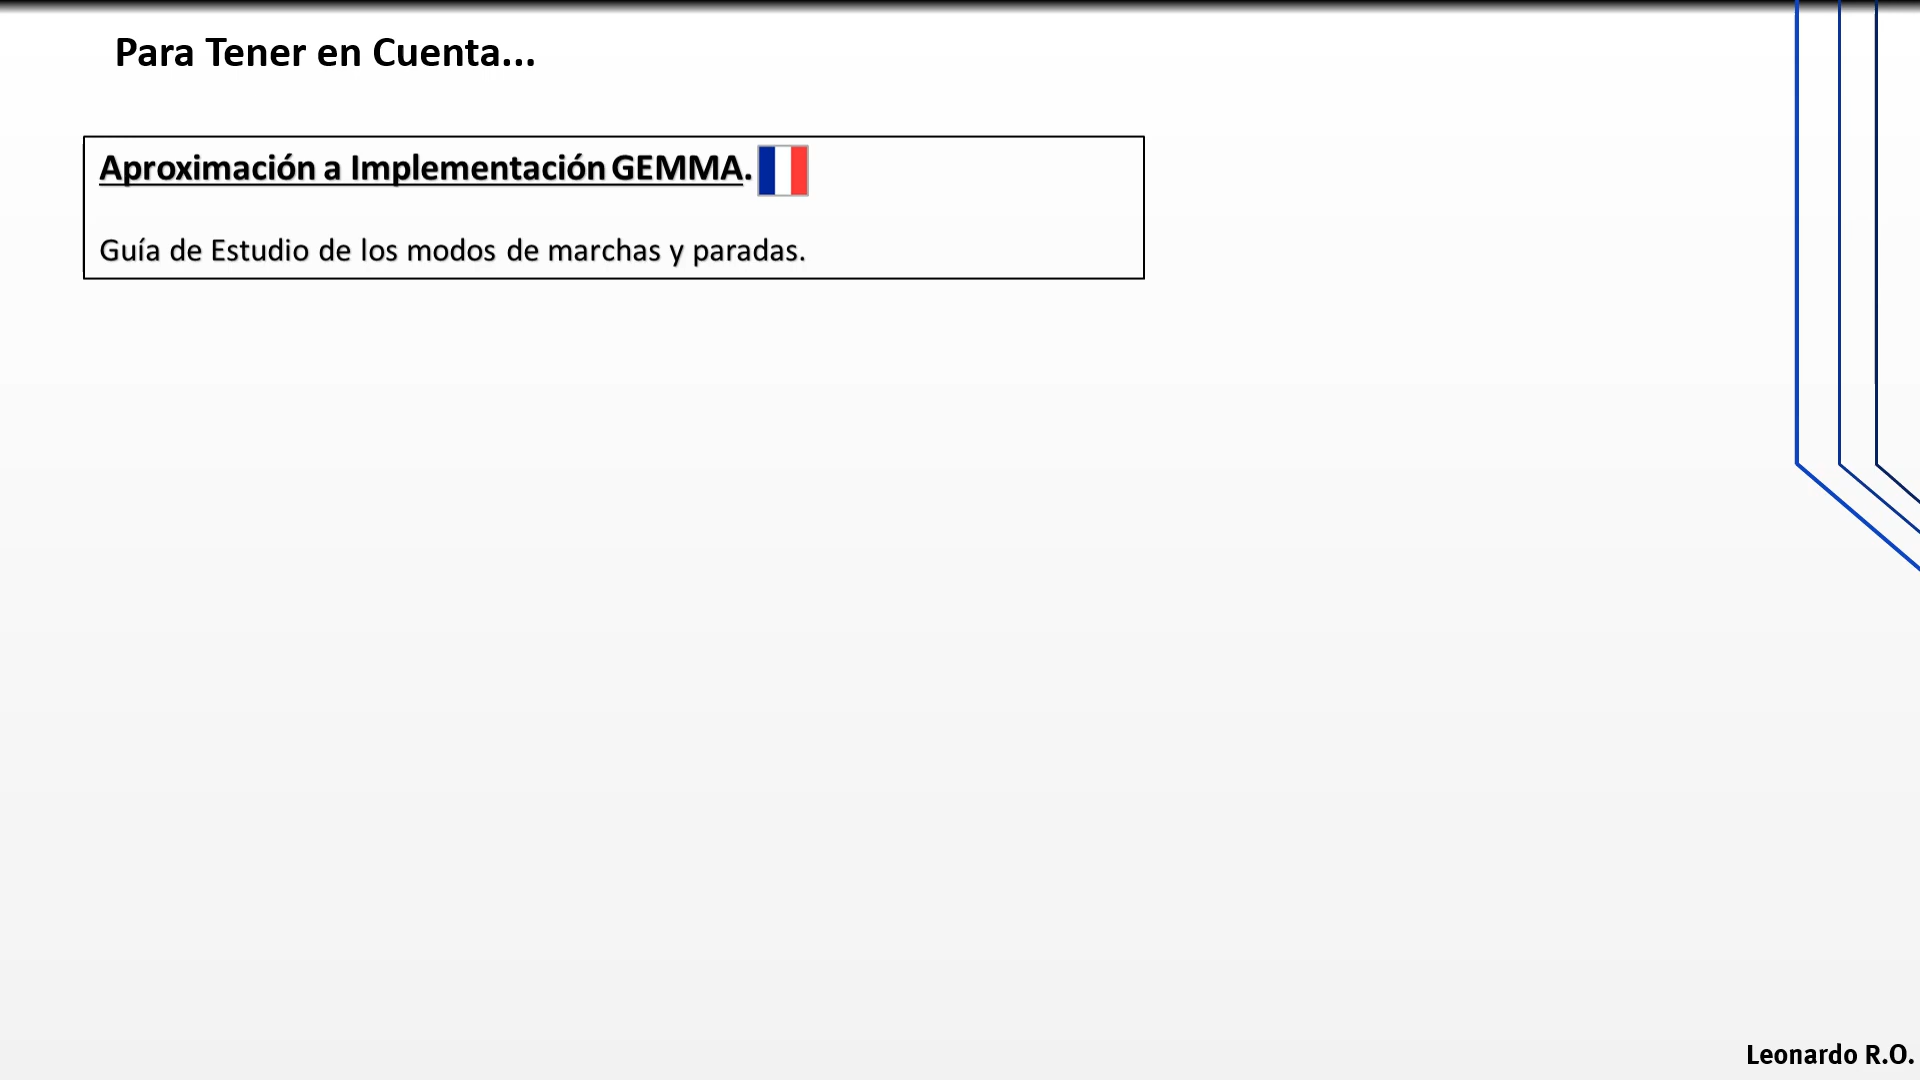 Para Tener en Cuenta...
Aproximación a Implementación GEMMA.
Guía de Estudio de los modos de marchas y paradas.
Leonardo R.O.